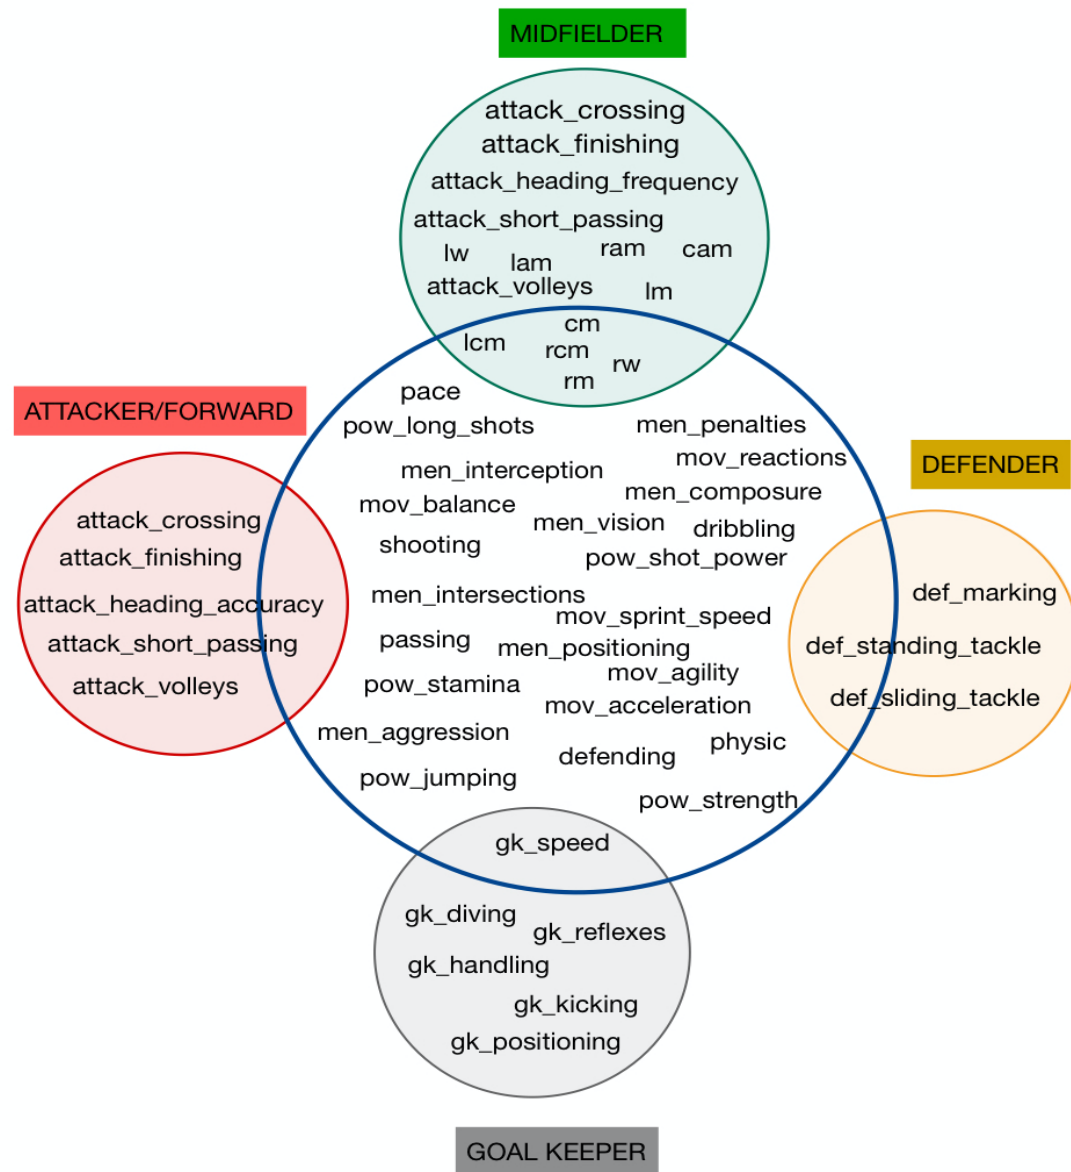 MIDFIELDER
attack_crossing
attack_finishing
attack_heading_frequency
attack_short_passing
lw
lam
ram
cam
attack_volleys
lm
cm
lcm
rcm
rw
rm
ATTACKER/FORWARD
attack_crossing
attack_finishing
attack_heading_accuracy
attack_short_passing
attack_volleys
pace
pow_long_shots
men_penalties
men_interception
mov_reactions
mov_balance
men_composure
men_vision
dribbling
shooting
pow_shot_power
men_intersections
mov_sprint_speed
passing
men_positioning
mov_agility
pow_stamina
mov_acceleration
men_aggression
physic
defending
pow_jumping
pow_strength
DEFENDER
def_marking
def_standing_tackle
def_sliding_tackle
gk_speed
gk_diving
gk_reflexes
gk_handling
gk_kicking
gk_positioning
GOAL KEEPER